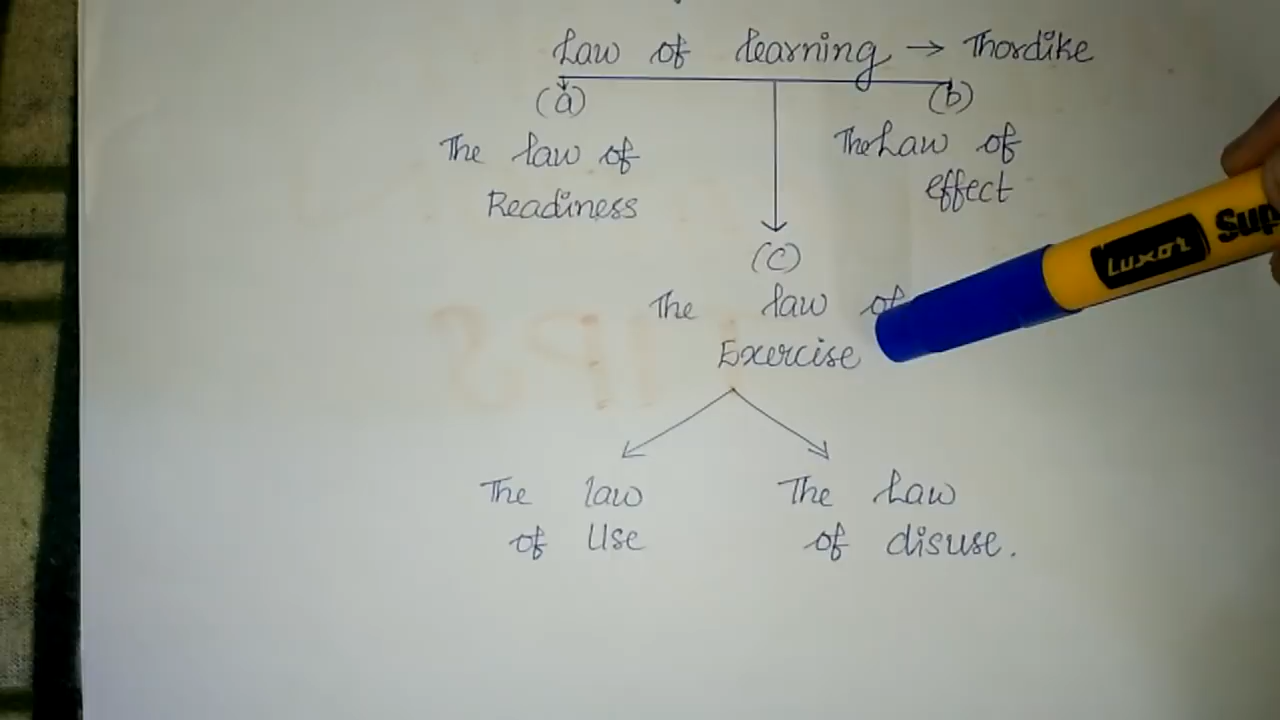 Law of learning → Thordike
(a)
(b)
The law of
Readiness
The Law of
effect
(c)
The law of
Exercise
The law
of Use
The Law
of disuse.
Luxor
Sup